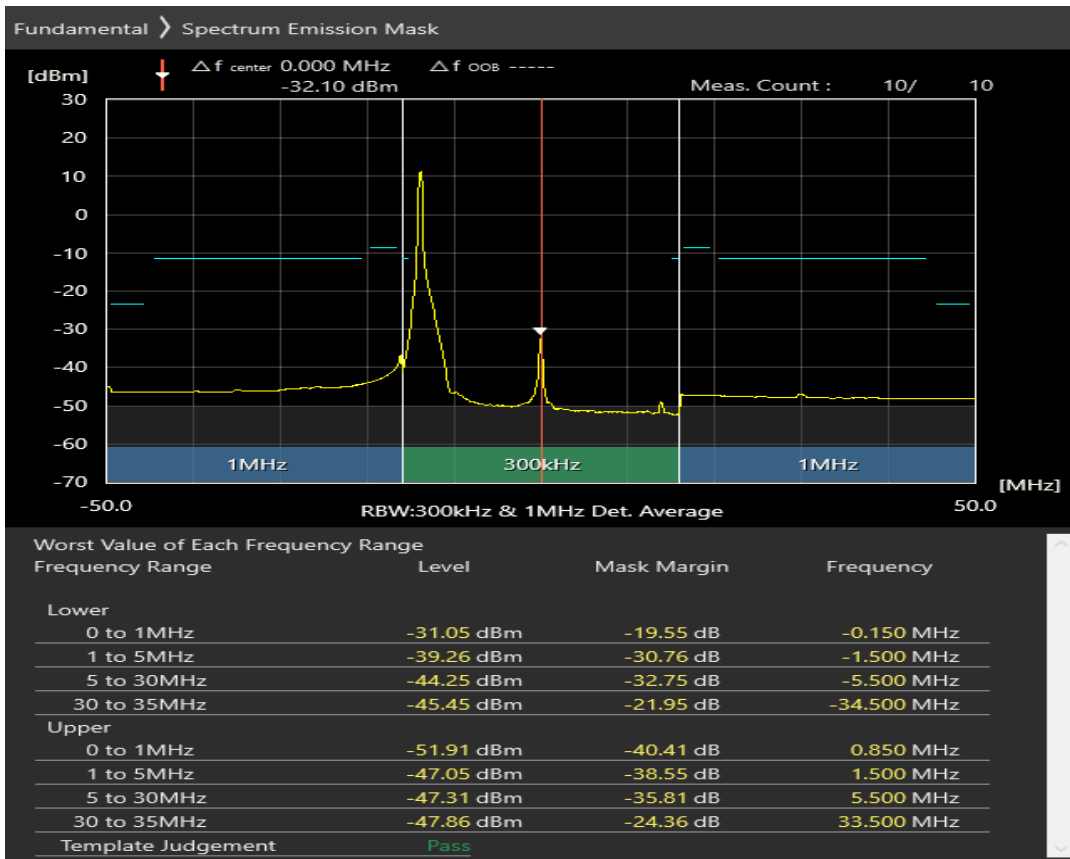 Fundamental ❯ Spectrum Emission Mask
[dBm] △f center 0.000 MHz △f OOB -----
-32.10 dBm Meas. Count : 10/ 10
30
20
10
0
-10
-20
-30
-40
-50
-60
1MHz 300kHz 1MHz
-70 [MHz]
-50.0 RBW:300kHz & 1MHz Det. Average 50.0
Worst Value of Each Frequency Range
Frequency Range Level Mask Margin Frequency
Lower
0 to 1MHz -31.05 dBm -19.55 dB -0.150 MHz
1 to 5MHz -39.26 dBm -30.76 dB -1.500 MHz
5 to 30MHz -44.25 dBm -32.75 dB -5.500 MHz
30 to 35MHz -45.45 dBm -21.95 dB -34.500 MHz
Upper
0 to 1MHz -51.91 dBm -40.41 dB 0.850 MHz
1 to 5MHz -47.05 dBm -38.55 dB 1.500 MHz
5 to 30MHz -47.31 dBm -35.81 dB 5.500 MHz
30 to 35MHz -47.86 dBm -24.36 dB 33.500 MHz
Template Judgement Pass